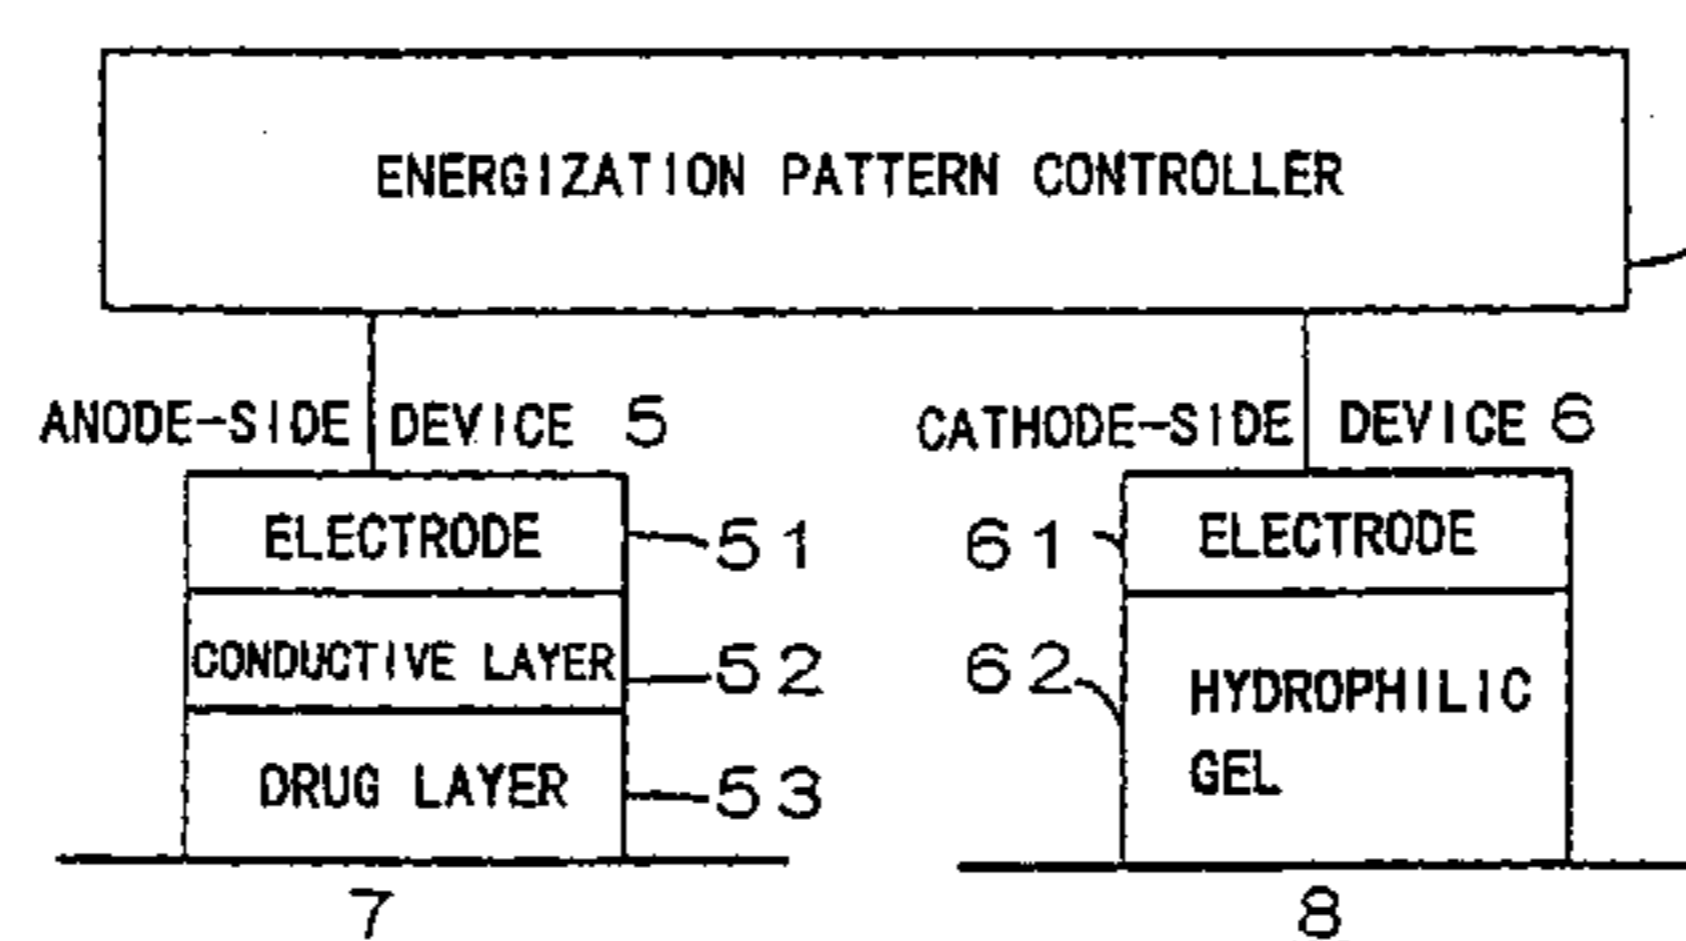 ENERGIZATION PATTERN CONTROLLER
ANODE-SIDE DEVICE 5
CATHODE-SIDE DEVICE 6
ELECTRODE 51
CONDUCTIVE LAYER 52
DRUG LAYER 53
7
61 ELECTRODE
62 HYDROPHILIC
GEL
8